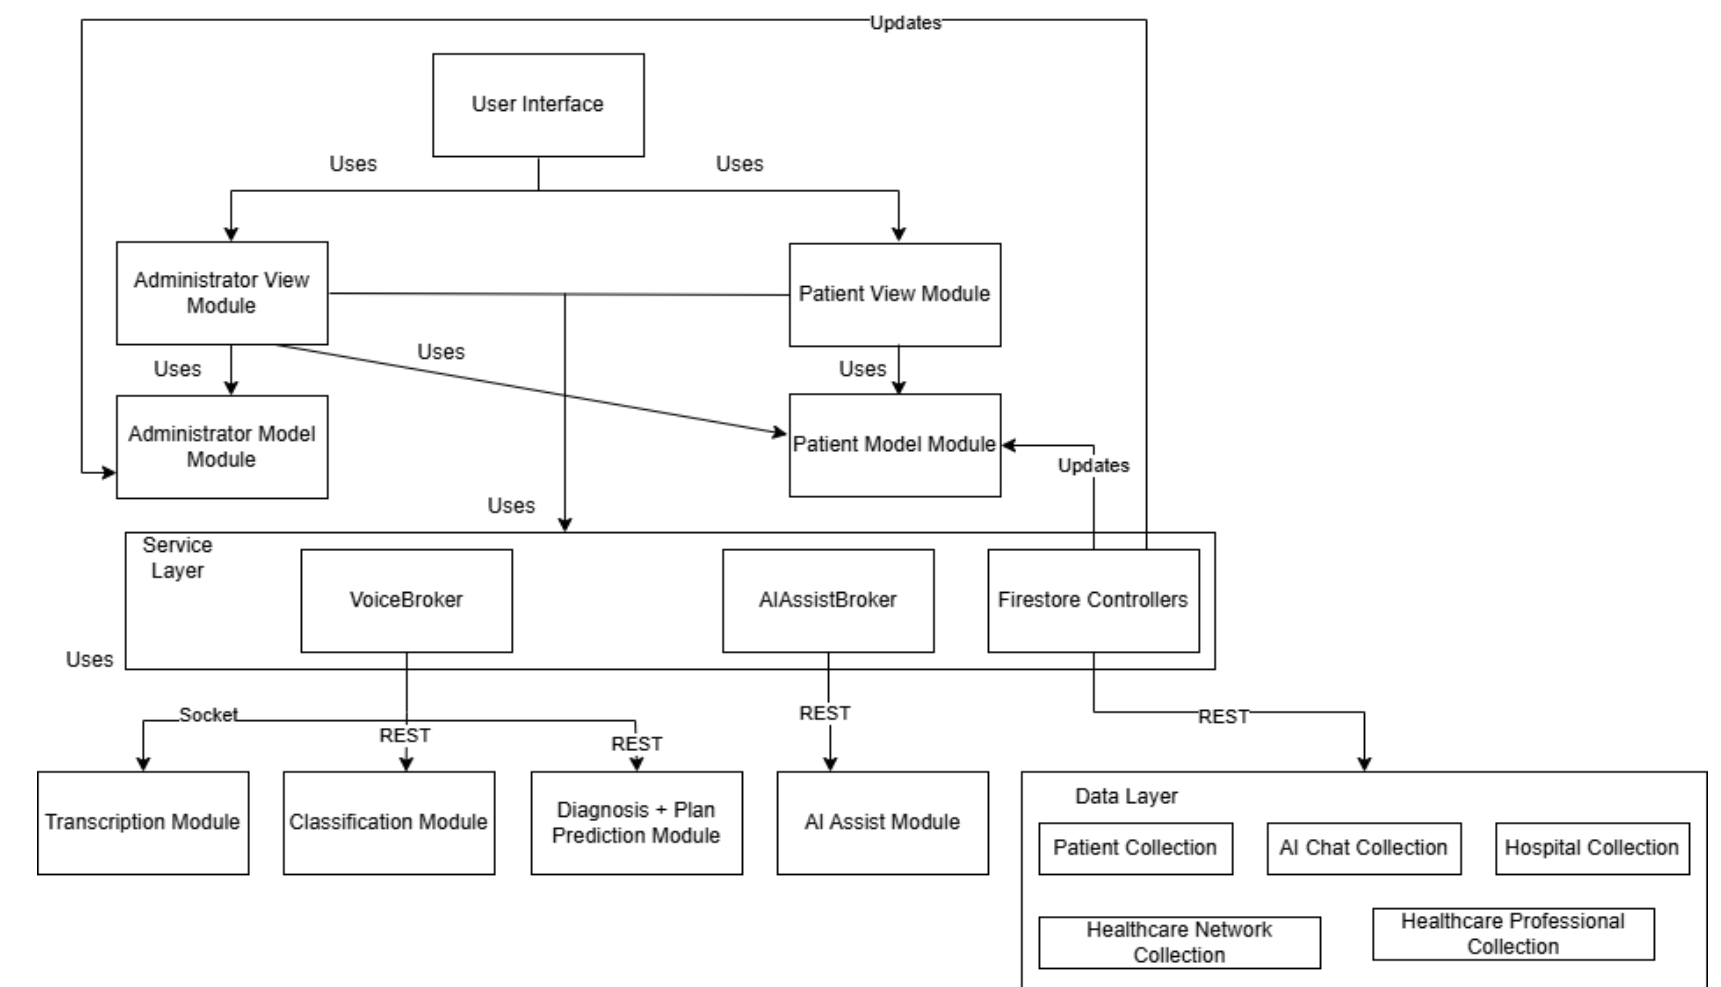 Updates
User Interface
Uses
Uses
Administrator View
Module
Patient View Module
Uses
Uses
Uses
Administrator Model
Module
Patient Model Module
Updates
Uses
Service
Layer
VoiceBroker
AIAssistBroker
Firestore Controllers
Uses
Socket
REST
REST
REST
REST
Transcription Module
Classification Module
Diagnosis + Plan
Prediction Module
AI Assist Module
Data Layer
Patient Collection
AI Chat Collection
Hospital Collection
Healthcare Network
Collection
Healthcare Professional
Collection